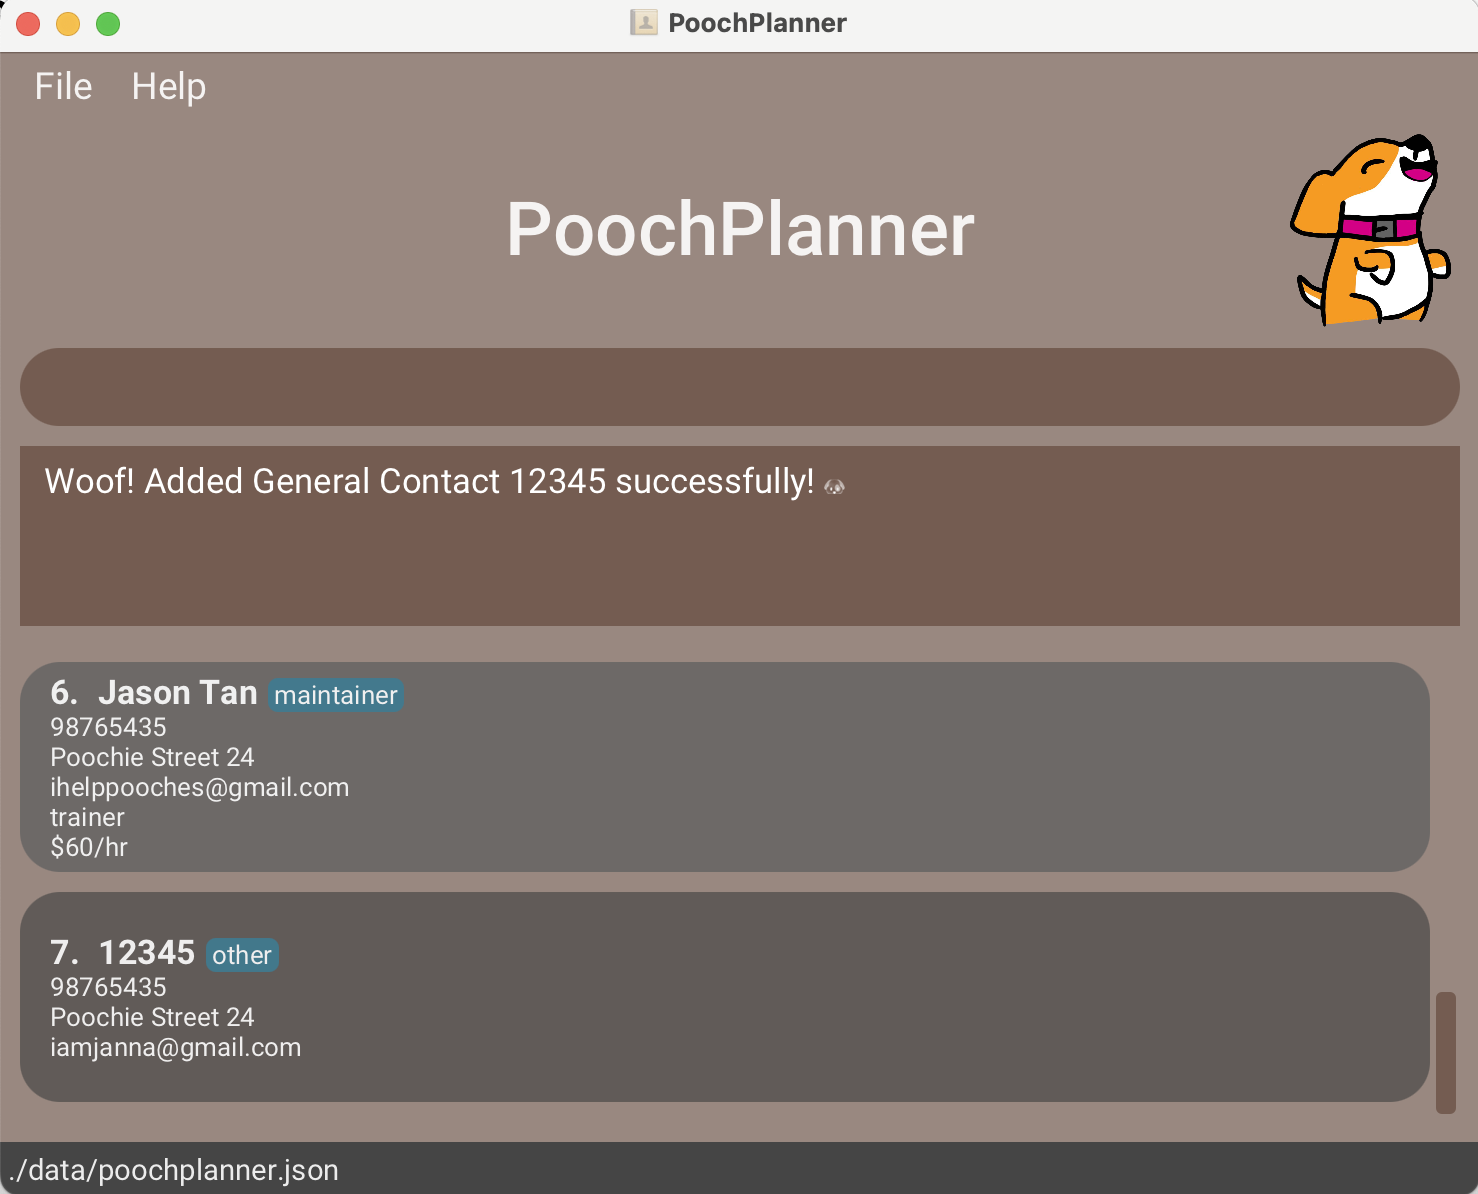 PoochPlanner
File Help
PoochPlanner
Woof! Added General Contact 12345 successfully!
6. Jason Tan maintainer
98765435
Poochie Street 24
ihelppooches@gmail.com
trainer
$60/hr
7. 12345 other
98765435
Poochie Street 24
iamjanna@gmail.com
./data/poochplanner.json